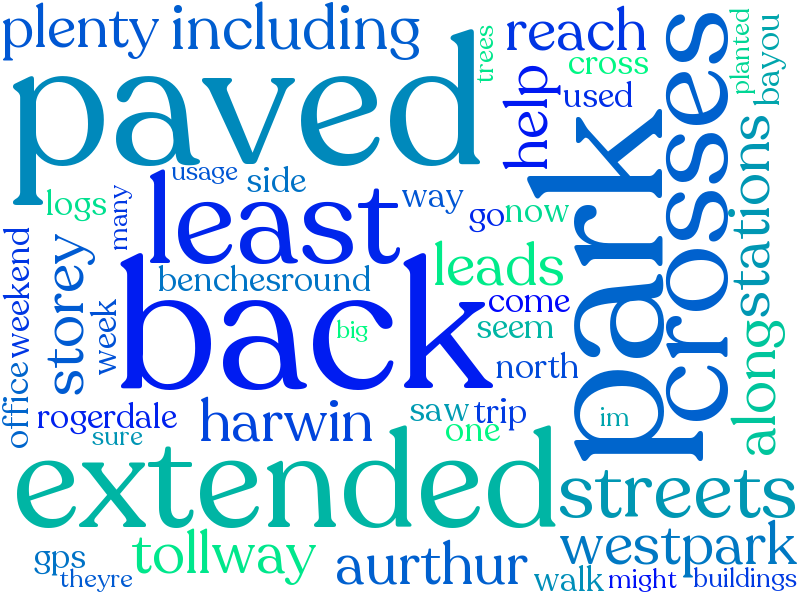 plenty including
reach
trees
cross
used
help
planted
bayou
paved
park
crosses
usage
side
logs
many
least
way
go
now
stations
along
weekend
office
storey
week
benches
round
leads
back
come
big
seem
north
rogerdale
sure
harwin
saw
trip
one
im
extended
streets
westpark
gps
theyre
tollway
aurthur
walk
might
buildings